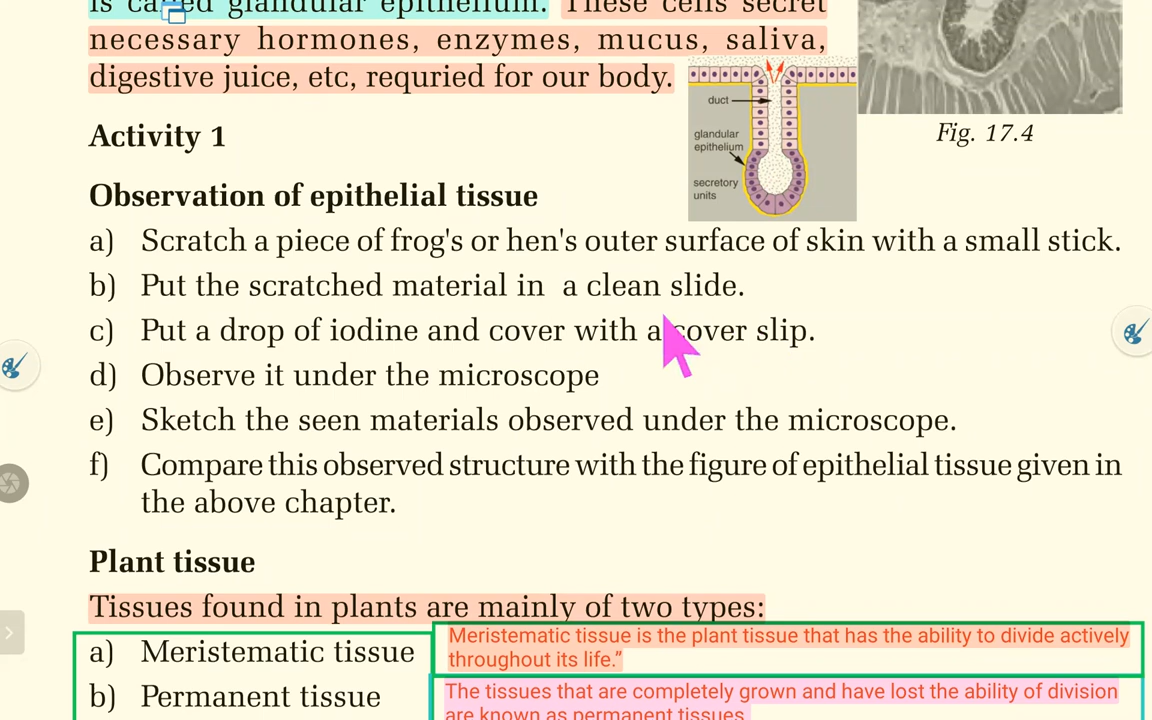 is called glandular epithelium. These cells secret
necessary hormones, enzymes, mucus, saliva,
digestive juice, etc, requried for our body.
duct
glandular
epithelium
secretory
units
Fig. 17.4
Activity 1
Observation of epithelial tissue
a) Scratch a piece of frog's or hen's outer surface of skin with a small stick.
b) Put the scratched material in a clean slide.
c) Put a drop of iodine and cover with a cover slip.
d) Observe it under the microscope
e) Sketch the seen materials observed under the microscope.
f) Compare this observed structure with the figure of epithelial tissue given in
the above chapter.
Plant tissue
Tissues found in plants are mainly of two types:
a) Meristematic tissue
Meristematic tissue is the plant tissue that has the ability to divide actively
throughout its life.”
b) Permanent tissue
The tissues that are completely grown and have lost the ability of division
are known as permanent tissues